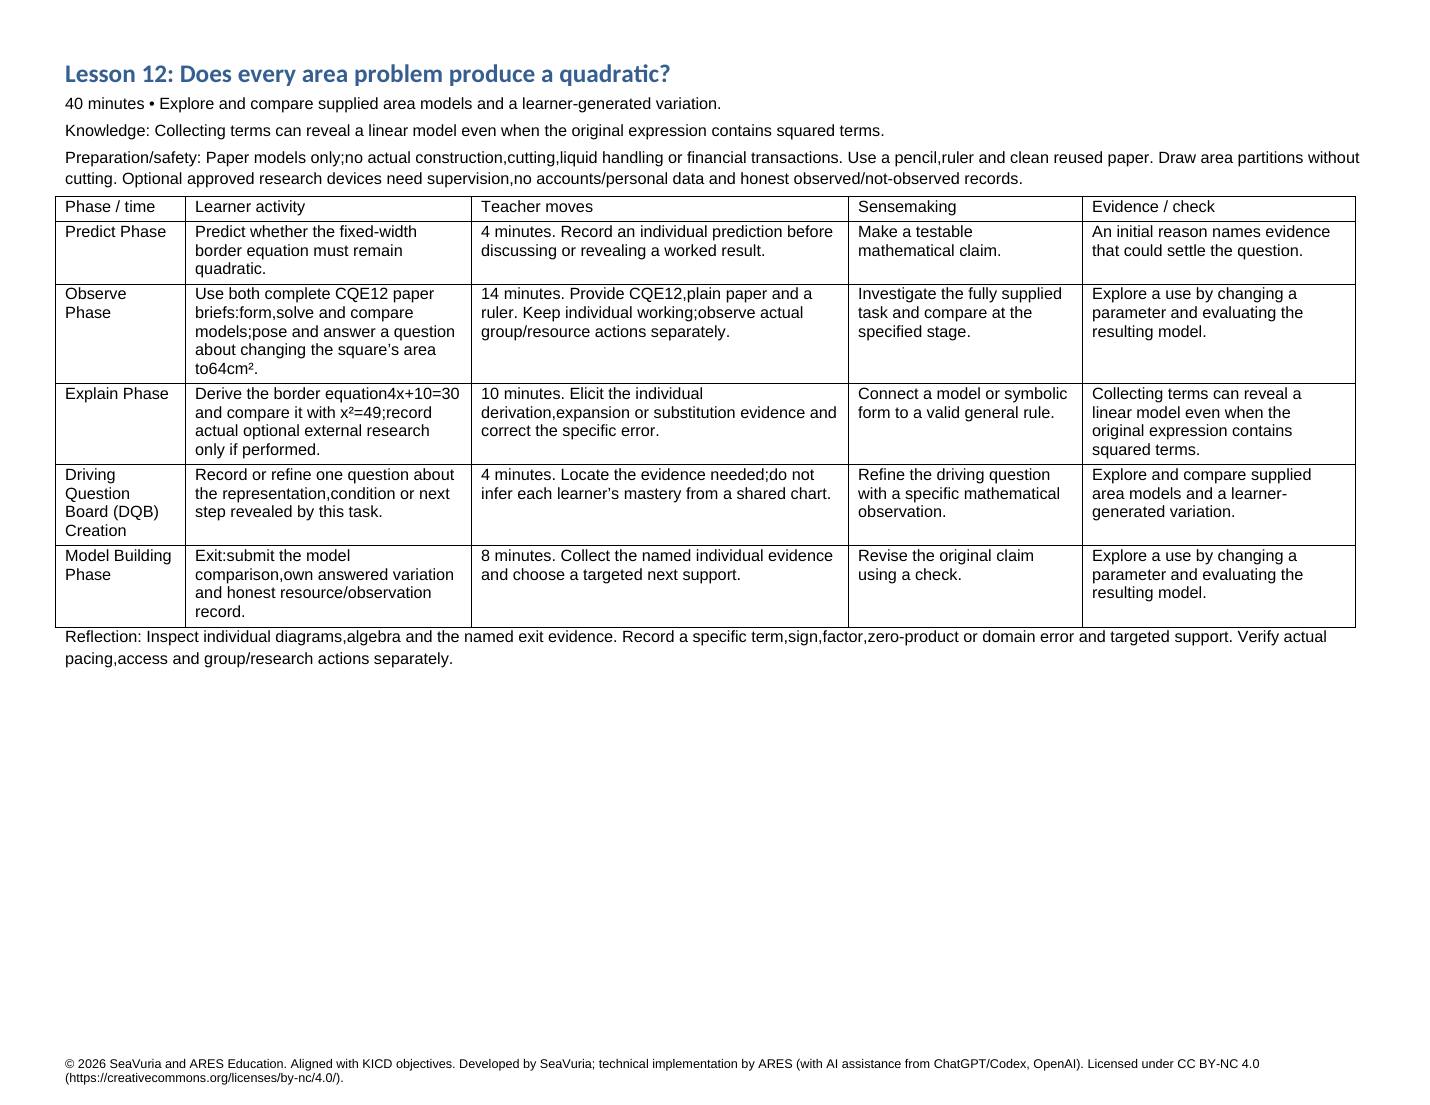 Lesson 12: Does every area problem produce a quadratic?
40 minutes • Explore and compare supplied area models and a learner-generated variation.
Knowledge: Collecting terms can reveal a linear model even when the original expression contains squared terms.
Preparation/safety: Paper models only;no actual construction,cutting,liquid handling or financial transactions. Use a pencil,ruler and clean reused paper. Draw area partitions without
cutting. Optional approved research devices need supervision,no accounts/personal data and honest observed/not-observed records.
Phase / time
Learner activity
Teacher moves
Sensemaking
Evidence / check
Predict Phase
Predict whether the fixed-width
border equation must remain
quadratic.
4 minutes. Record an individual prediction before
discussing or revealing a worked result.
Make a testable
mathematical claim.
An initial reason names evidence
that could settle the question.
Observe
Phase
Use both complete CQE12 paper
briefs:form,solve and compare
models;pose and answer a question
about changing the square’s area
to64cm².
14 minutes. Provide CQE12,plain paper and a
ruler. Keep individual working;observe actual
group/resource actions separately.
Investigate the fully supplied
task and compare at the
specified stage.
Explore a use by changing a
parameter and evaluating the
resulting model.
Explain Phase
Derive the border equation4x+10=30
and compare it with x²=49;record
actual optional external research
only if performed.
10 minutes. Elicit the individual
derivation,expansion or substitution evidence and
correct the specific error.
Connect a model or symbolic
form to a valid general rule.
Collecting terms can reveal a
linear model even when the
original expression contains
squared terms.
Driving
Question
Board (DQB)
Creation
Record or refine one question about
the representation,condition or next
step revealed by this task.
4 minutes. Locate the evidence needed;do not
infer each learner’s mastery from a shared chart.
Refine the driving question
with a specific mathematical
observation.
Explore and compare supplied
area models and a learner-
generated variation.
Model Building
Phase
Exit:submit the model
comparison,own answered variation
and honest resource/observation
record.
8 minutes. Collect the named individual evidence
and choose a targeted next support.
Revise the original claim
using a check.
Explore a use by changing a
parameter and evaluating the
resulting model.
Reflection: Inspect individual diagrams,algebra and the named exit evidence. Record a specific term,sign,factor,zero-product or domain error and targeted support. Verify actual
pacing,access and group/research actions separately.
© 2026 SeaVuria and ARES Education. Aligned with KICD objectives. Developed by SeaVuria; technical implementation by ARES (with AI assistance from ChatGPT/Codex, OpenAI). Licensed under CC BY-NC 4.0
(https://creativecommons.org/licenses/by-nc/4.0/).